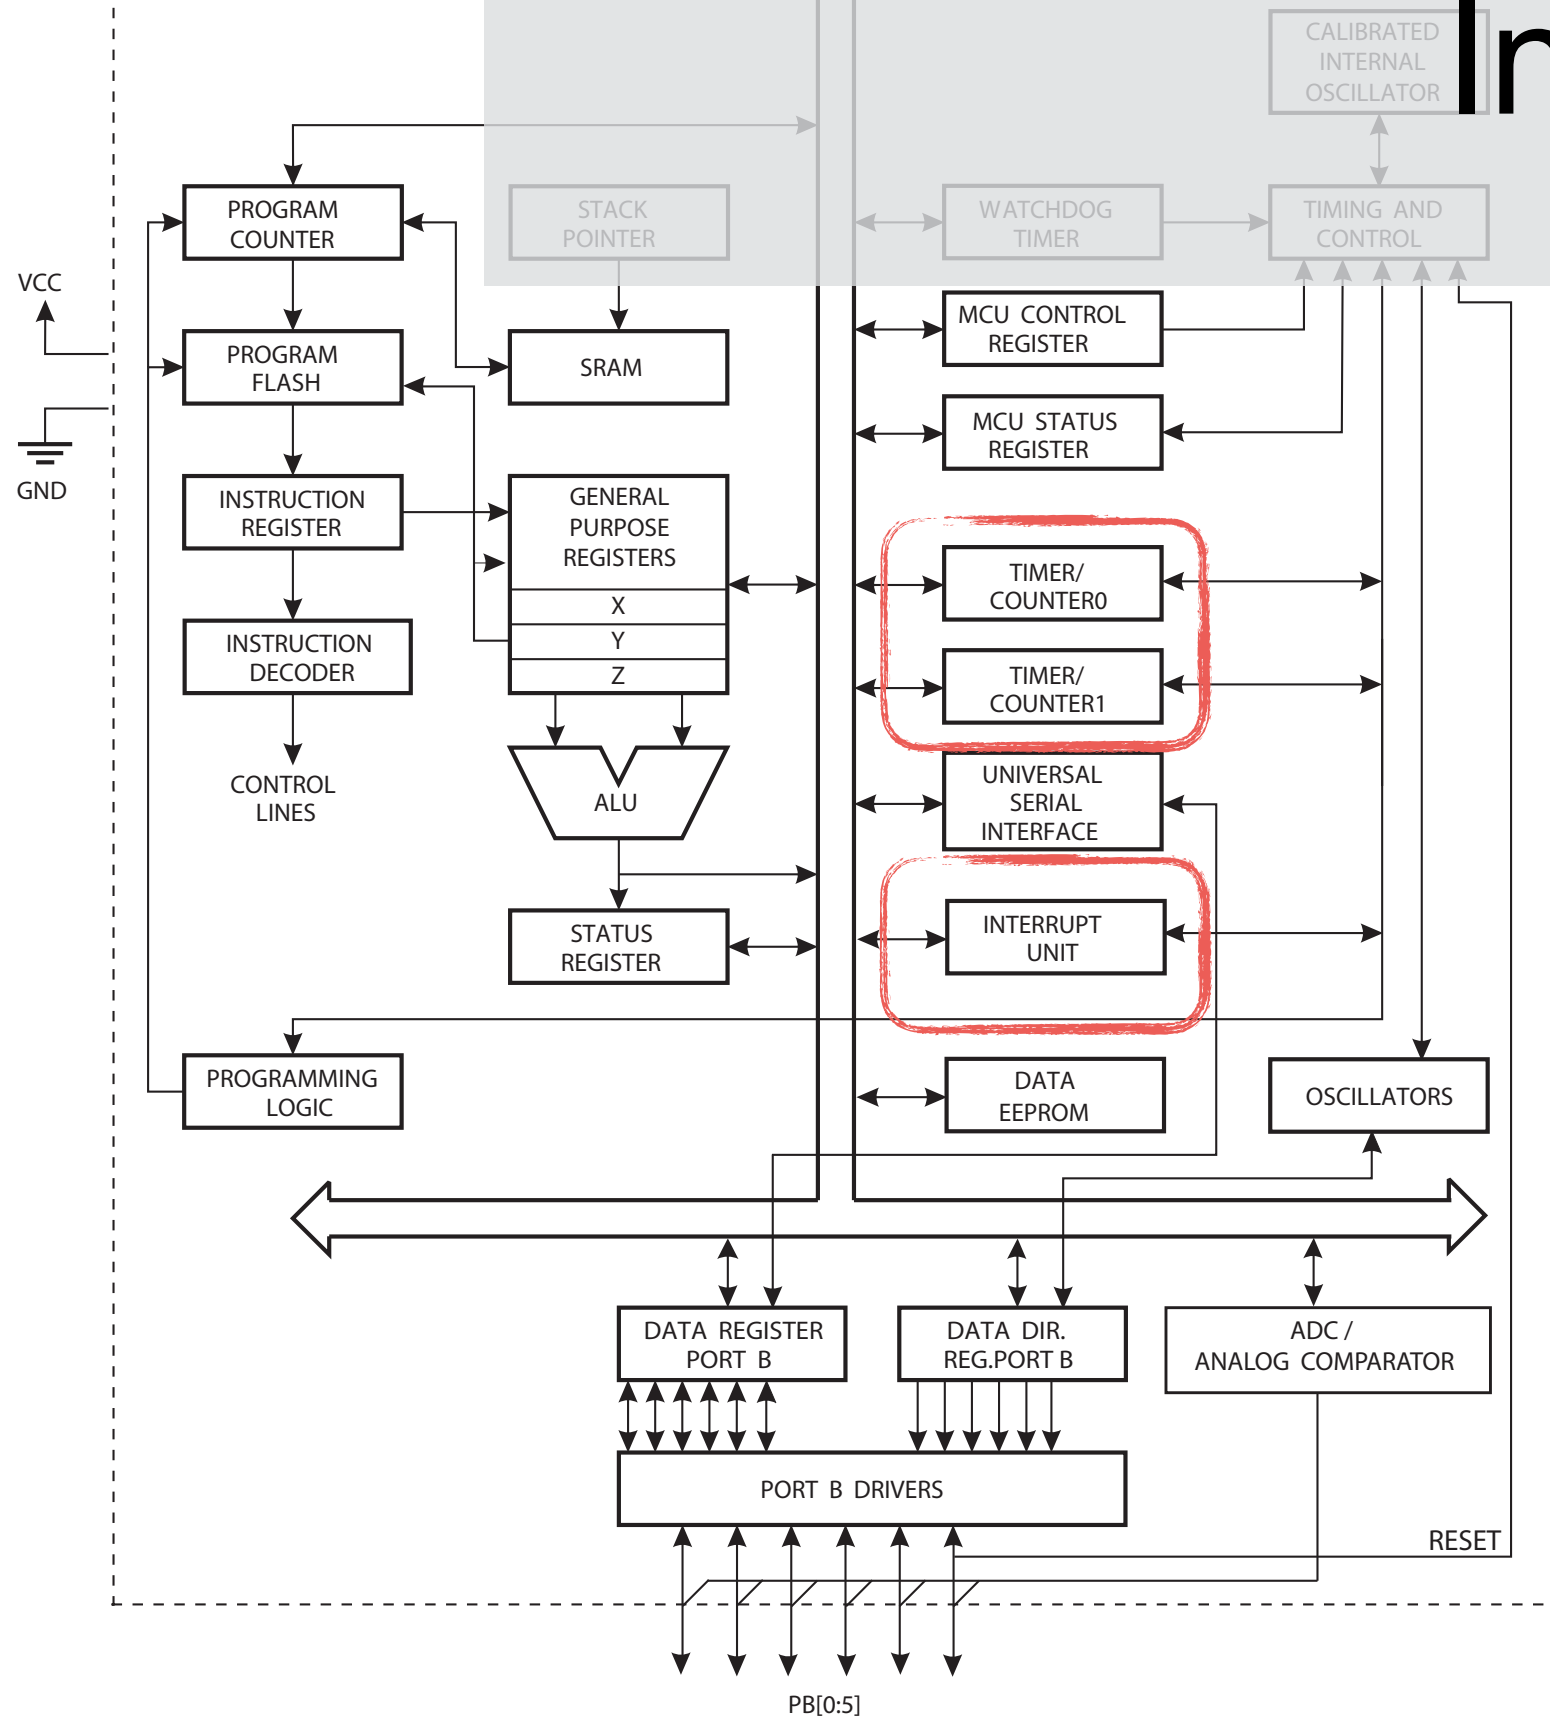 CALIBRATED
INTERNAL
OSCILLATOR
PROGRAM
COUNTER
STACK
POINTER
WATCHDOG
TIMER
TIMING AND
CONTROL
VCC
PROGRAM
FLASH
SRAM
MCU CONTROL
REGISTER
MCU STATUS
REGISTER
GND
INSTRUCTION
REGISTER
GENERAL
PURPOSE
REGISTERS
X
Y
Z
TIMER/
COUNTER0
INSTRUCTION
DECODER
TIMER/
COUNTER1
CONTROL
LINES
ALU
UNIVERSAL
SERIAL
INTERFACE
STATUS
REGISTER
INTERRUPT
UNIT
PROGRAMMING
LOGIC
DATA
EEPROM
OSCILLATORS
DATA REGISTER
PORT B
DATA DIR.
REG.PORT B
ADC /
ANALOG COMPARATOR
PORT B DRIVERS
RESET
PB[0:5]